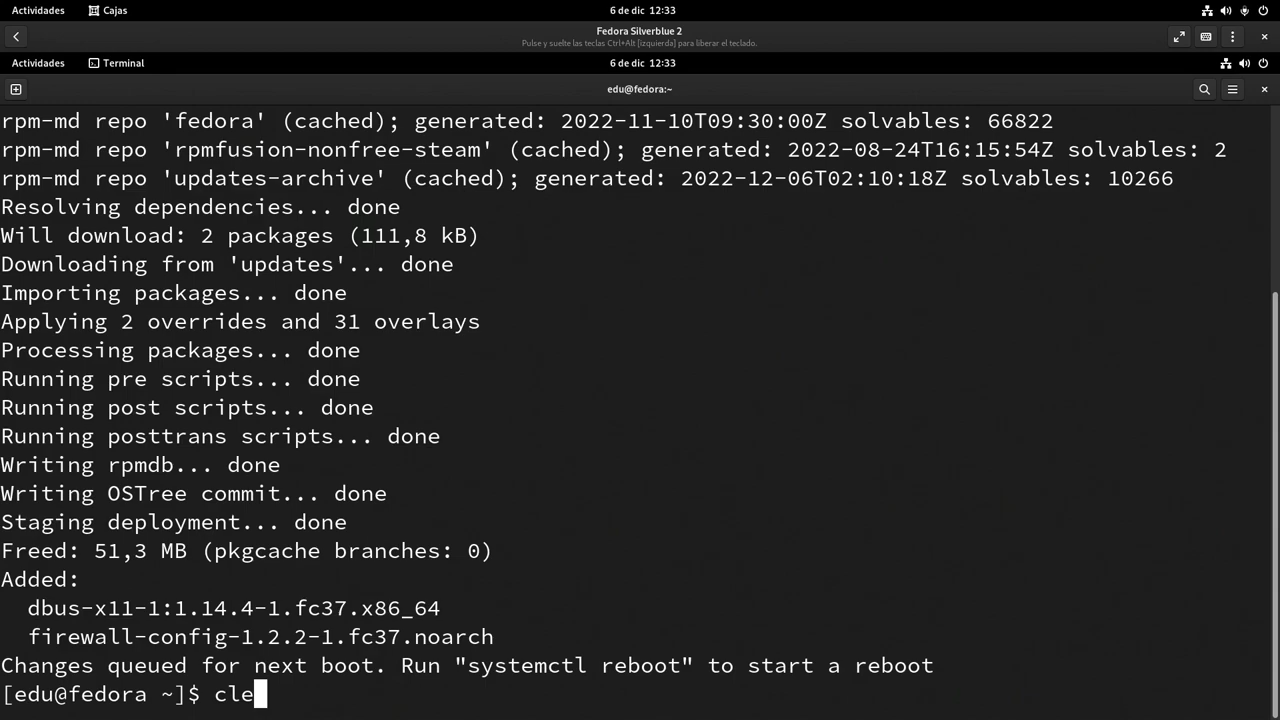 Actividades Cajas 6 de dic 12:33
Fedora Silverblue 2
Pulse y suelte las teclas Ctrl+Alt [izquierda] para liberar el teclado.
Actividades Terminal 6 de dic 12:33
edu@fedora:~
rpm-md repo 'fedora' (cached); generated: 2022-11-10T09:30:00Z solvables: 66822
rpm-md repo 'rpmfusion-nonfree-steam' (cached); generated: 2022-08-24T16:15:54Z solvables: 2
rpm-md repo 'updates-archive' (cached); generated: 2022-12-06T02:10:18Z solvables: 10266
Resolving dependencies... done
Will download: 2 packages (111,8 kB)
Downloading from 'updates'... done
Importing packages... done
Applying 2 overrides and 31 overlays
Processing packages... done
Running pre scripts... done
Running post scripts... done
Running posttrans scripts... done
Writing rpmdb... done
Writing OSTree commit... done
Staging deployment... done
Freed: 51,3 MB (pkgcache branches: 0)
Added:
  dbus-x11-1:1.14.4-1.fc37.x86_64
  firewall-config-1.2.2-1.fc37.noarch
Changes queued for next boot. Run "systemctl reboot" to start a reboot
[edu@fedora ~]$ cle